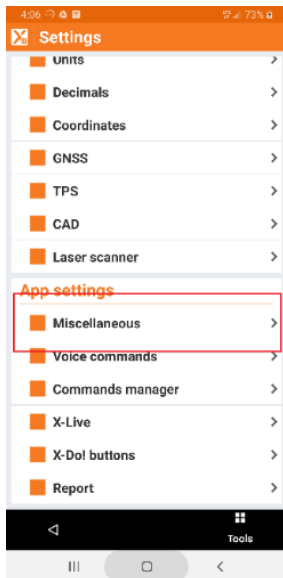 4:06 73%
X Settings
Units
Decimals
Coordinates
GNSS
TPS
CAD
Laser scanner
App settings
Miscellaneous
Voice commands
Commands manager
X-Live
X-Do! buttons
Report
Tools